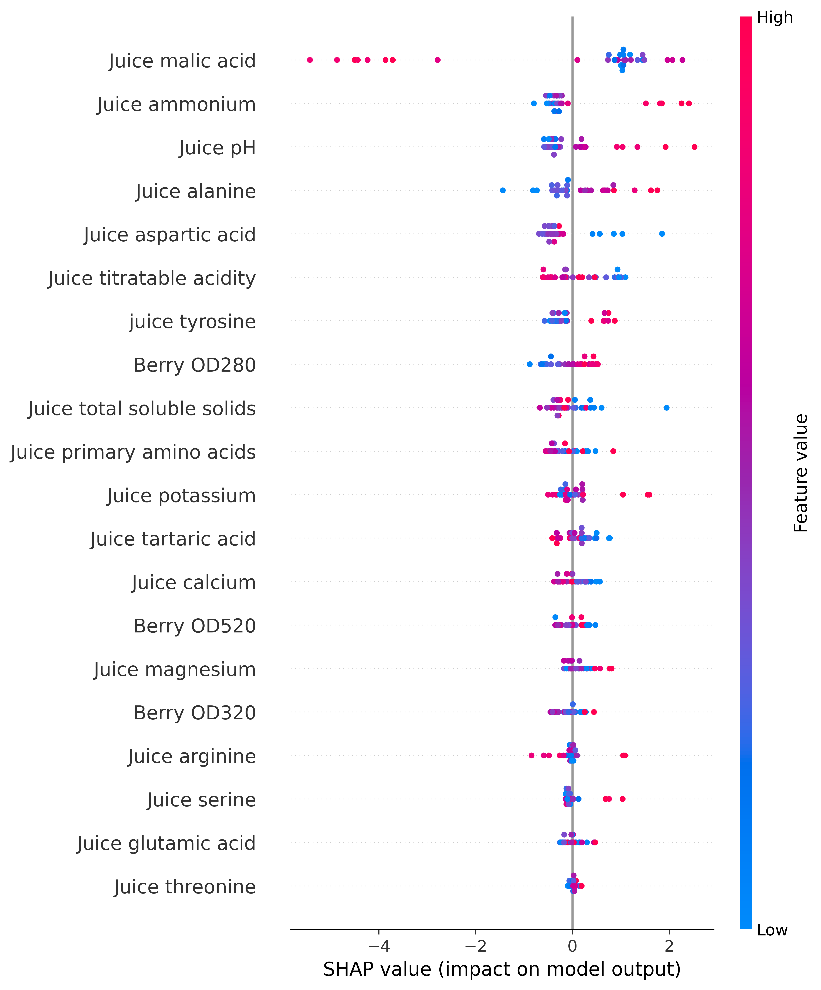 High
Juice malic acid
Juice ammonium
Juice pH
Juice alanine
Juice aspartic acid
Juice titratable acidity
juice tyrosine
Berry OD280
Juice total soluble solids
Juice primary amino acids
Juice potassium
Juice tartaric acid
Juice calcium
Berry OD520
Juice magnesium
Berry OD320
Juice arginine
Juice serine
Juice glutamic acid
Juice threonine
Feature value
Low
−4 −2 0 2
SHAP value (impact on model output)